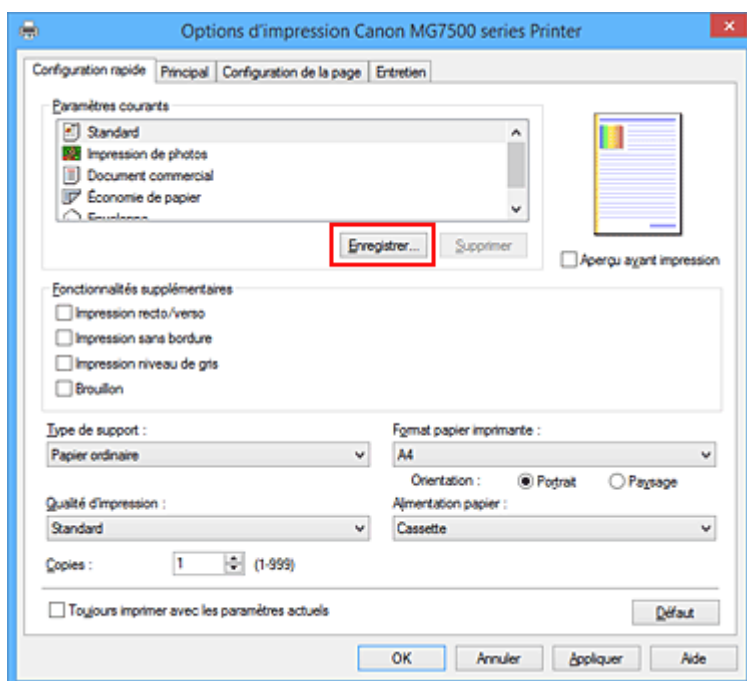 Options d'impression Canon MG7500 series Printer
Configuration rapide Principal Configuration de la page Entretien
Paramètres courants
Standard
Impression de photos
Document commercial
Économie de papier
Enregistrer... Supprimer
Aperçu avant impression
Fonctionnalités supplémentaires
Impression recto/verso
Impression sans bordure
Impression niveau de gris
Brouillon
Type de support :
Format papier imprimante :
Papier ordinaire
A4
Orientation : Portrait Paysage
Qualité d'impression :
Alimentation papier :
Standard
Cassette
Copies : 1 (1-999)
Toujours imprimer avec les paramètres actuels
Défaut
OK Annuler Appliquer Aide